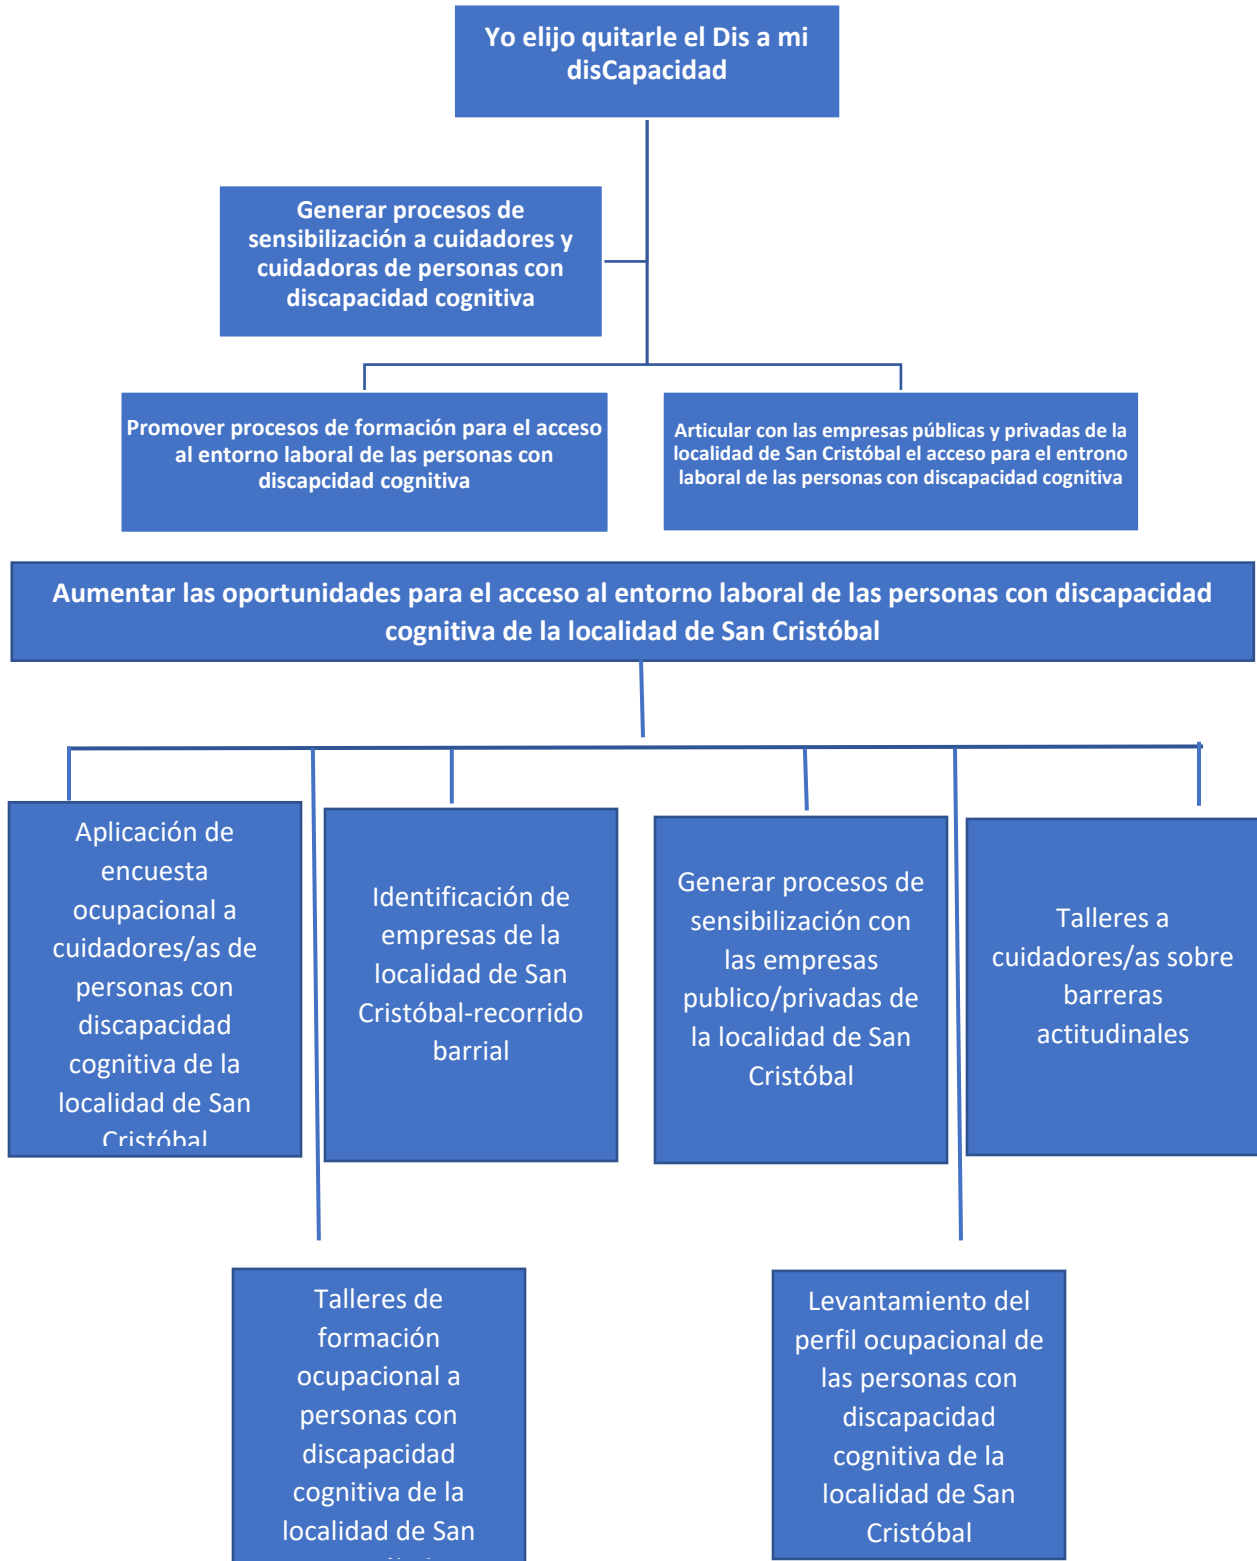 Yo elijo quitarle el Dis a mi
disCapacidad
Generar procesos de
sensibilización a cuidadores y
cuidadoras de personas con
discapacidad cognitiva
Promover procesos de formación para el acceso
al entorno laboral de las personas con
discapcidad cognitiva
Articular con las empresas públicas y privadas de la
localidad de San Cristóbal el acceso para el entrono
laboral de las personas con discapacidad cognitiva
Aumentar las oportunidades para el acceso al entorno laboral de las personas con discapacidad
cognitiva de la localidad de San Cristóbal
Aplicación de
encuesta
ocupacional a
cuidadores/as de
personas con
discapacidad
cognitiva de la
localidad de San
Cristóbal
Identificación de
empresas de la
localidad de San
Cristóbal-recorrido
barrial
Generar procesos de
sensibilización con
las empresas
publico/privadas de
la localidad de San
Cristóbal
Talleres a
cuidadores/as sobre
barreras
actitudinales
Talleres de
formación
ocupacional a
personas con
discapacidad
cognitiva de la
localidad de San
Levantamiento del
perfil ocupacional de
las personas con
discapacidad
cognitiva de la
localidad de San
Cristóbal